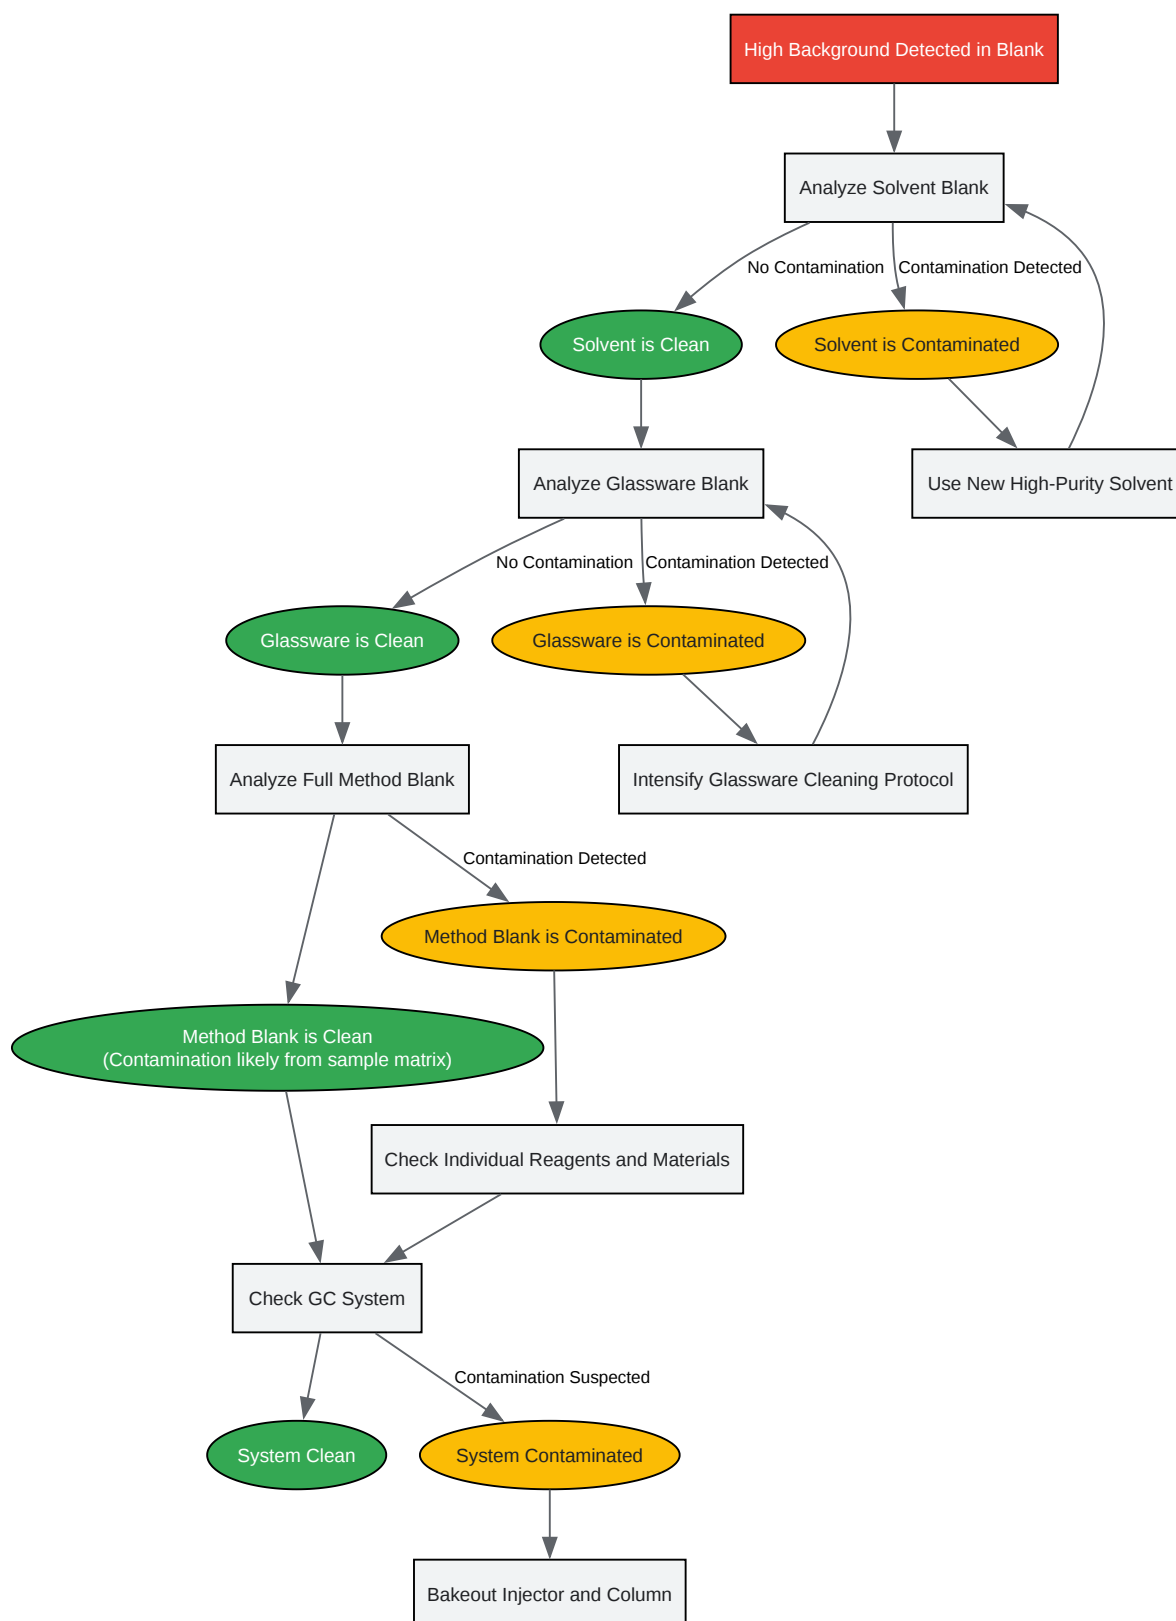 High Background Detected in Blank
Analyze Solvent Blank
No Contamination
Contamination Detected
Solvent is Clean
Solvent is Contaminated
Analyze Glassware Blank
Use New High-Purity Solvent
No Contamination
Contamination Detected
Glassware is Clean
Glassware is Contaminated
Analyze Full Method Blank
Intensify Glassware Cleaning Protocol
Contamination Detected
Method Blank is Contaminated
Method Blank is Clean
(Contamination likely from sample matrix)
Check Individual Reagents and Materials
Check GC System
Contamination Suspected
System Clean
System Contaminated
Bakeout Injector and Column